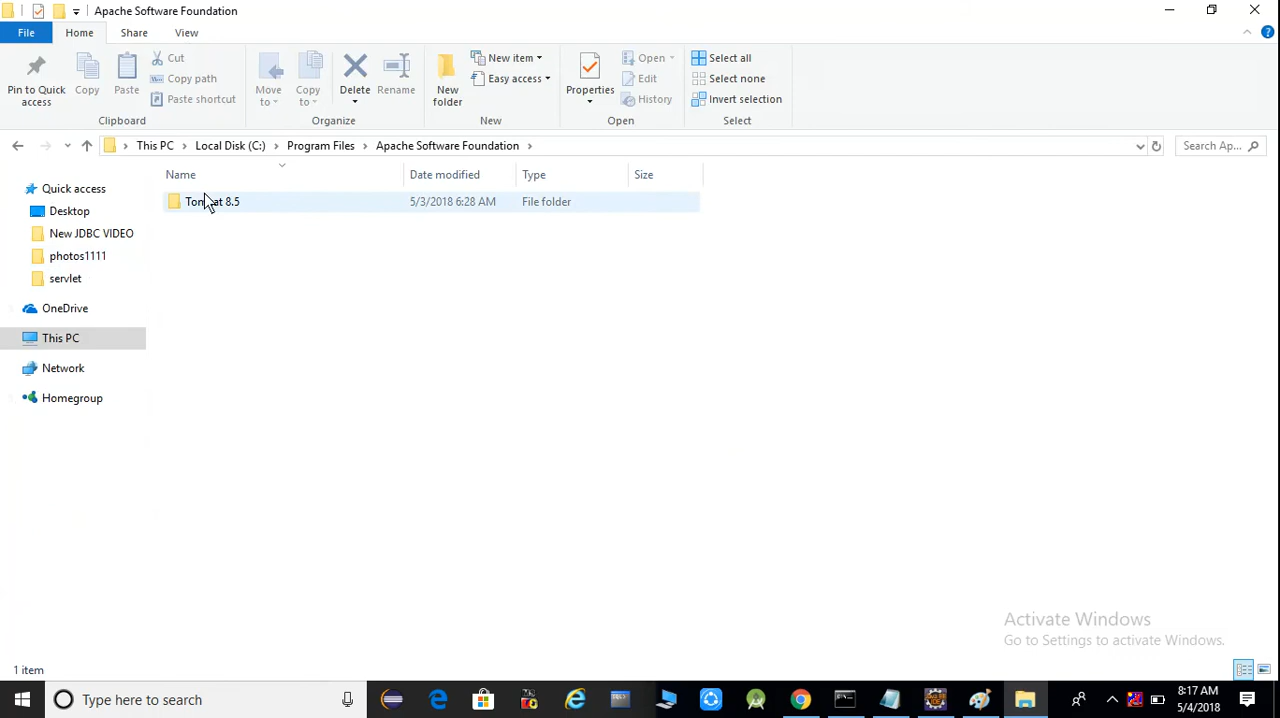 Apache Software Foundation
File Home Share View
Pin to Quick access
Copy
Paste
Cut
Copy path
Paste shortcut
Clipboard
Move to
Copy to
Delete
Rename
Organize
New folder
New item
Easy access
New
Properties
Open
Edit
History
Open
Select all
Select none
Invert selection
Select
This PC Local Disk (C:) Program Files Apache Software Foundation
Search Ap...
Name Date modified Type Size
8.5 5/3/2018 6:28 AM File folder
Quick access
Desktop
New JDBC VIDEO
photos1111
servlet
OneDrive
This PC
Network
Homegroup
Activate Windows
Go to Settings to activate Windows.
1 item
Type here to search
8:17 AM
5/4/2018